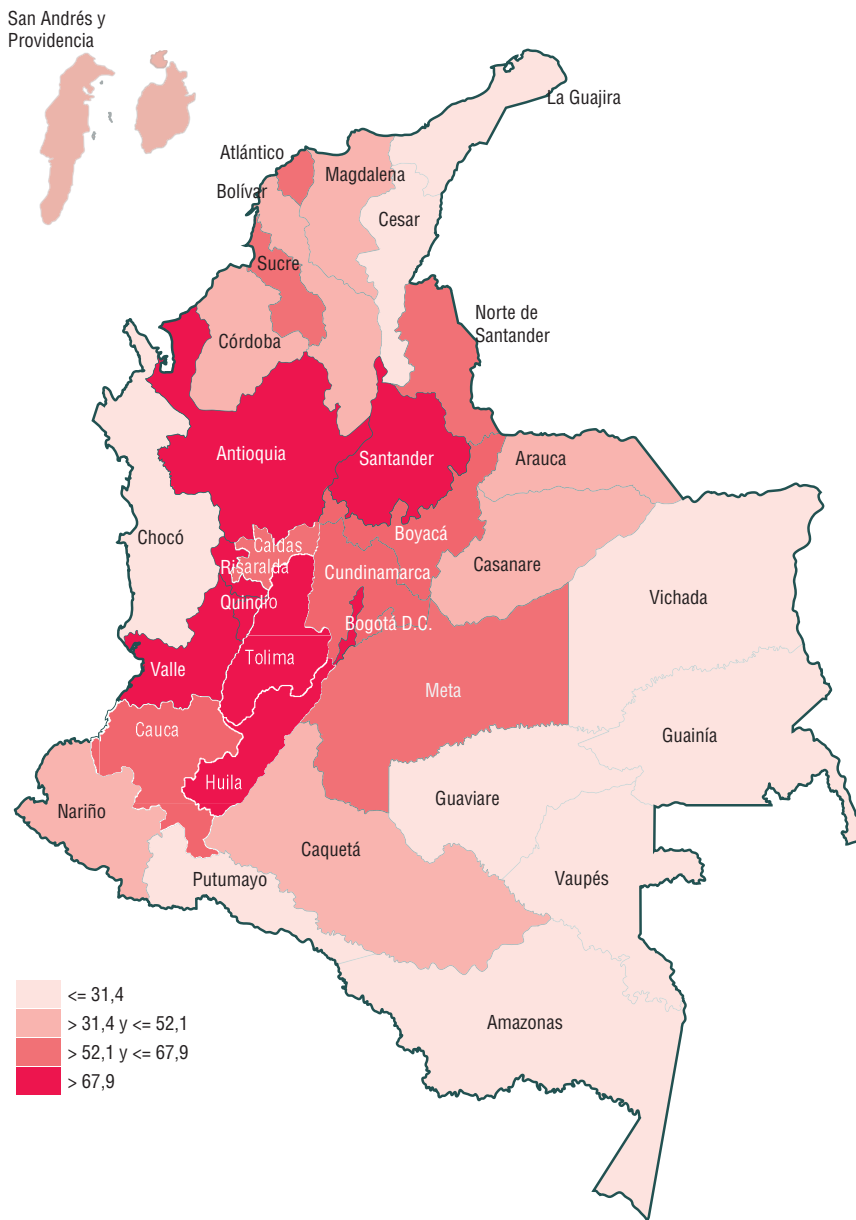 San Andrés y
Providencia
La Guajira
Atlántico
Magdalena
Bolívar
Cesar
Sucre
Norte de
Santander
Córdoba
Antioquia
Santander
Arauca
Chocó
Boyacá
Caldas
Casanare
Risaralda
Cundinamarca
Vichada
Quindío
Bogotá D.C.
Tolima
Valle
Meta
Cauca
Guainía
Huila
Guaviare
Nariño
Caquetá
Putumayo
Vaupés
<= 31,4
> 31,4 y <= 52,1
> 52,1 y <= 67,9
> 67,9
Amazonas